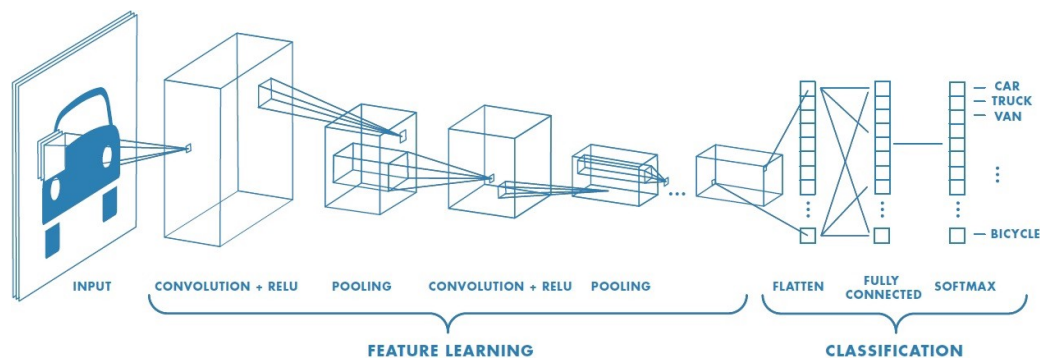 CAR
TRUCK
VAN
BICYCLE
INPUT
CONVOLUTION + RELU
POOLING
CONVOLUTION + RELU
POOLING
FLATTEN
FULLY
CONNECTED
SOFTMAX
FEATURE LEARNING
CLASSIFICATION